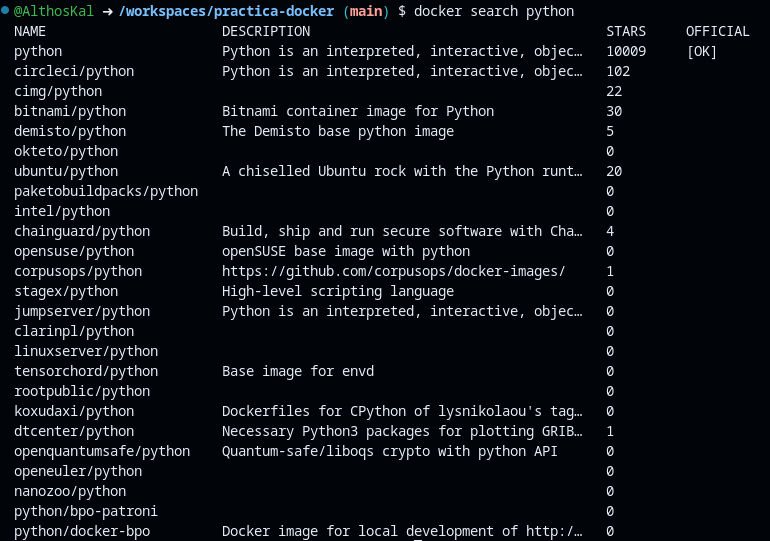 @AlthosKal ➜ /workspaces/practica-docker (main) $ docker search python
NAME DESCRIPTION STARS OFFICIAL
python Python is an interpreted, interactive, objec… 10009 [OK]
circleci/python Python is an interpreted, interactive, objec… 102
cimg/python 22
bitnami/python Bitnami container image for Python 30
demisto/python The Demisto base python image 5
okteto/python 0
ubuntu/python A chiselled Ubuntu rock with the Python runt… 20
paketobuildpacks/python 0
intel/python 0
chainguard/python Build, ship and run secure software with Cha… 4
opensuse/python openSUSE base image with python 0
corpusops/python https://github.com/corpusops/docker-images/ 1
stagex/python High-level scripting language 0
jumpserver/python Python is an interpreted, interactive, objec… 0
clarinpl/python 0
linuxserver/python 0
tensorchord/python Base image for envd 0
rootpublic/python 0
koxudaxi/python Dockerfiles for CPython of lysnikolaou's tag… 0
dtcenter/python Necessary Python3 packages for plotting GRIB… 1
openquantumsafe/python Quantum-safe/liboqs crypto with python API 0
openeuler/python 0
nanozoo/python 0
python/bpo-patroni 0
python/docker-bpo Docker image for local development of http:/… 0